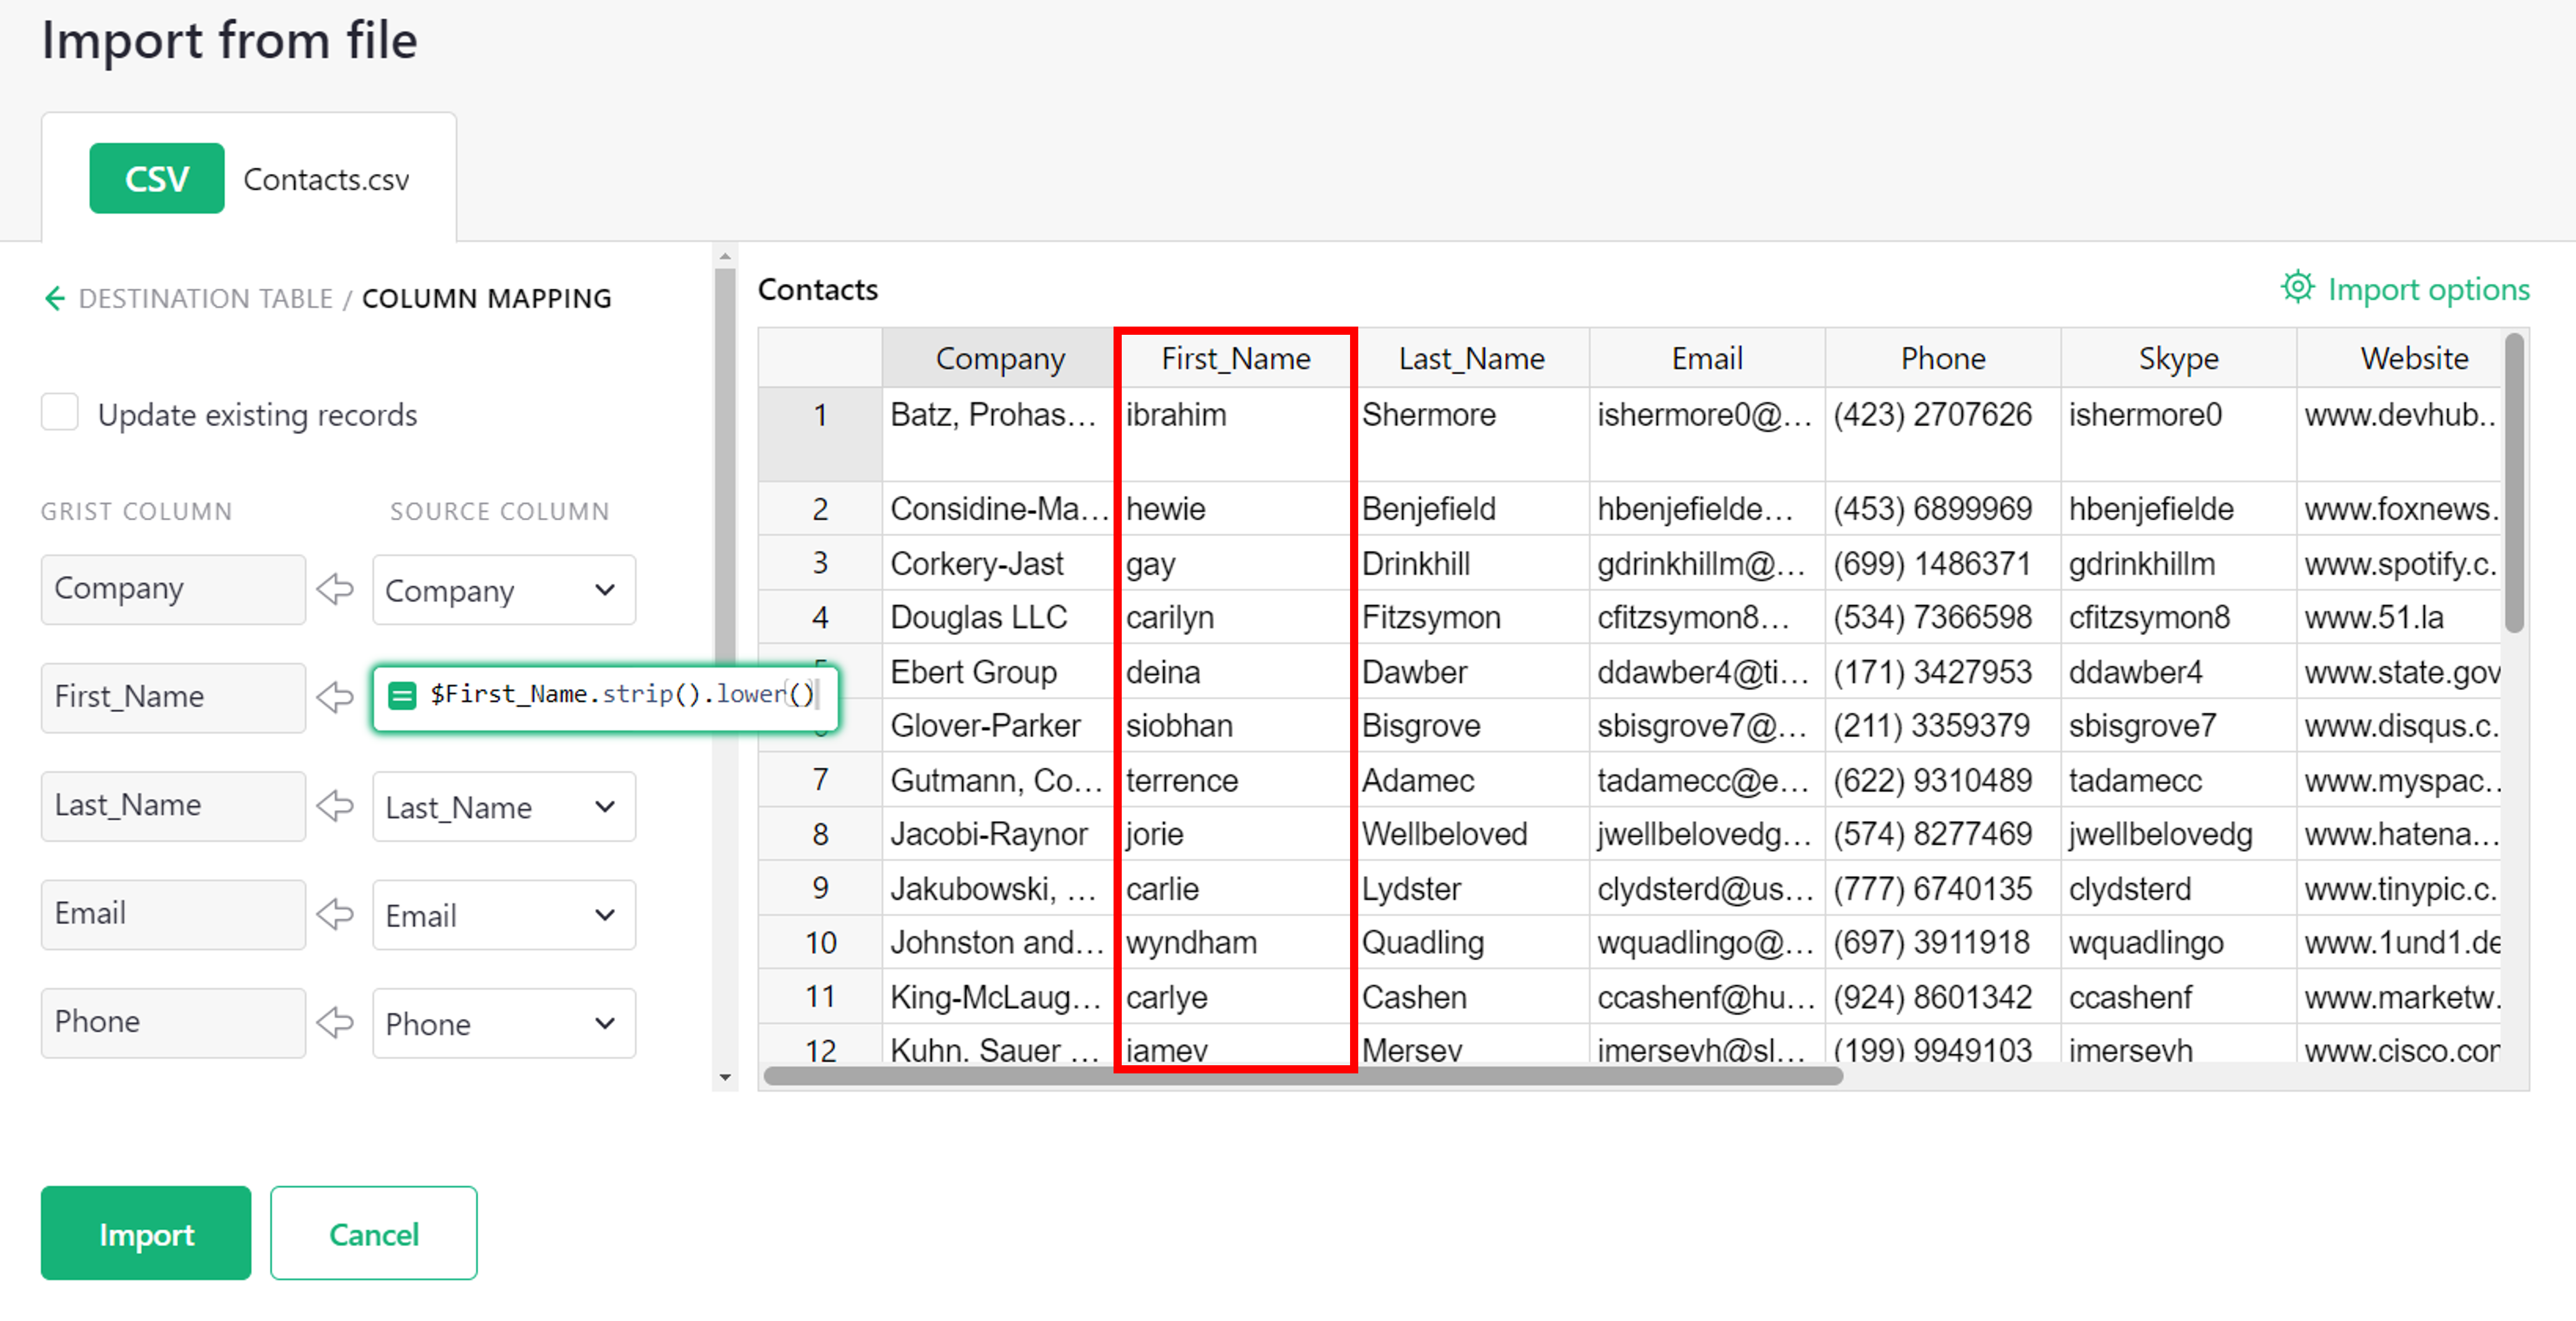 Import from file
CSV Contacts.csv
DESTINATION TABLE / COLUMN MAPPING
Update existing records
GRIST COLUMN SOURCE COLUMN
Company Company
First_Name $First_Name.strip().lower()
Last_Name Last_Name
Email Email
Phone Phone
Import Cancel
Contacts Import options
Company First_Name Last_Name Email Phone Skype Website
1 Batz, Prohas... ibrahim Shermore ishermore0@... (423) 2707626 ishermore0 www.devhub..
2 Considine-Ma... hewie Benjefield hbenjefielde... (453) 6899969 hbenjefielde www.foxnews.
3 Corkery-Jast gay Drinkhill gdrinkhillm@... (699) 1486371 gdrinkhillm www.spotify.c.
4 Douglas LLC carilyn Fitzsymon cfitzsymon8... (534) 7366598 cfitzsymon8 www.51.la
Ebert Group deina Dawber ddawber4@ti... (171) 3427953 ddawber4 www.state.gov
Glover-Parker siobhan Bisgrove sbisgrove7@... (211) 3359379 sbisgrove7 www.disqus.c.
7 Gutmann, Co... terrence Adamec tadamecc@e... (622) 9310489 tadamecc www.myspac..
8 Jacobi-Raynor jorie Wellbeloved jwellbelovedg... (574) 8277469 jwellbelovedg www.hatena...
9 Jakubowski, ... carlie Lydster clydsterd@us... (777) 6740135 clydsterd www.tinypic.c.
10 Johnston and... wyndham Quadling wquadlingo@... (697) 3911918 wquadlingo www.1und1.de
11 King-McLaug... carlye Cashen ccashenf@hu... (924) 8601342 ccashenf www.marketw.
12 Kuhn, Sauer ... jamey Mersey jmerseyh@sl... (199) 9949103 jmerseyh www.cisco.con